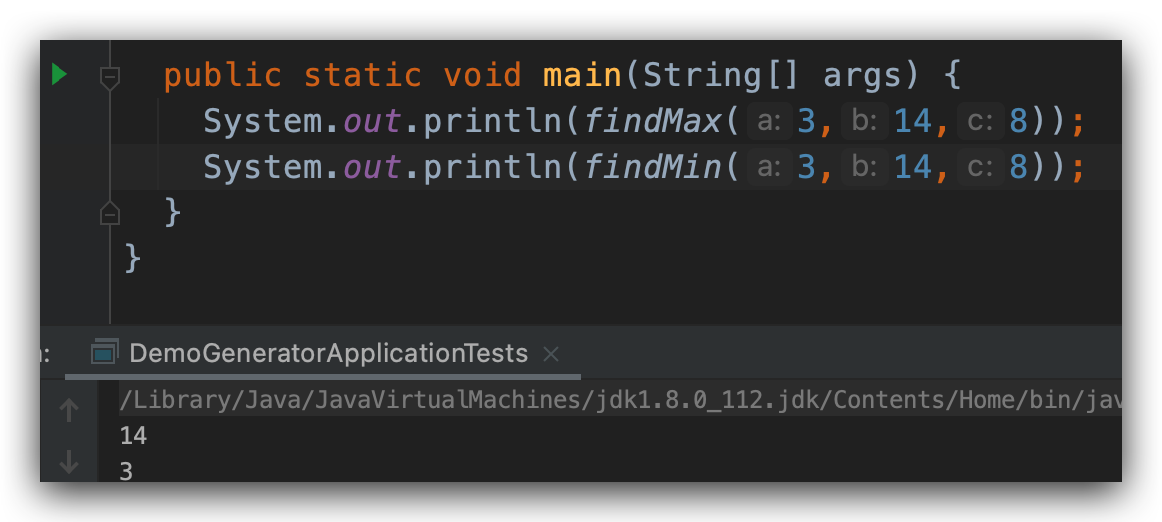 public static void main(String[] args) {
System.out.println(findMax( a: 3, b: 14, c: 8));
System.out.println(findMin( a: 3, b: 14, c: 8));
}
}
: DemoGeneratorApplicationTests ×
/Library/Java/JavaVirtualMachines/jdk1.8.0_112.jdk/Contents/Home/bin/jav
14
3